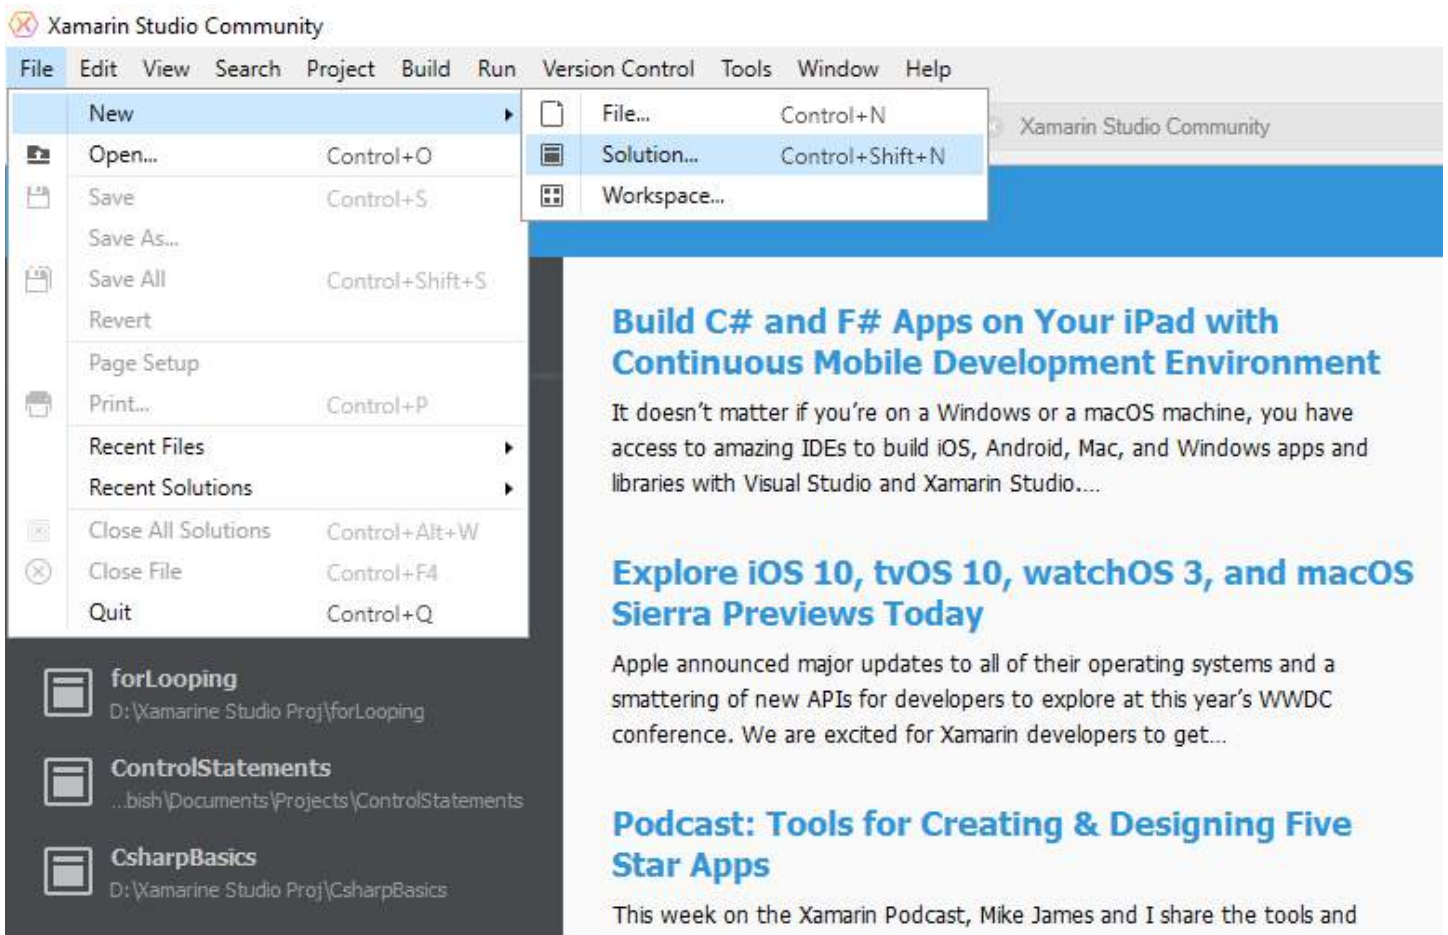 Xamarin Studio Community
File Edit View Search Project Build Run Version Control Tools Window Help
New
Open... Control+O
Save Control+S
Save As...
Save All Control+Shift+S
Revert
Page Setup
Print... Control+P
Recent Files
Recent Solutions
Close All Solutions Control+Alt+W
Close File Control+F4
Quit Control+Q
File... Control+N
Solution... Control+Shift+N
Workspace...
Xamarin Studio Community
forLooping
D:\Xamarine Studio Proj\forLooping
ControlStatements
...bish\Documents\Projects\ControlStatements
CsharpBasics
D:\Xamarine Studio Proj\CsharpBasics
Build C# and F# Apps on Your iPad with
Continuous Mobile Development Environment
It doesn't matter if you're on a Windows or a macOS machine, you have
access to amazing IDEs to build iOS, Android, Mac, and Windows apps and
libraries with Visual Studio and Xamarin Studio....
Explore iOS 10, tvOS 10, watchOS 3, and macOS
Sierra Previews Today
Apple announced major updates to all of their operating systems and a
smattering of new APIs for developers to explore at this year's WWDC
conference. We are excited for Xamarin developers to get...
Podcast: Tools for Creating & Designing Five
Star Apps
This week on the Xamarin Podcast, Mike James and I share the tools and